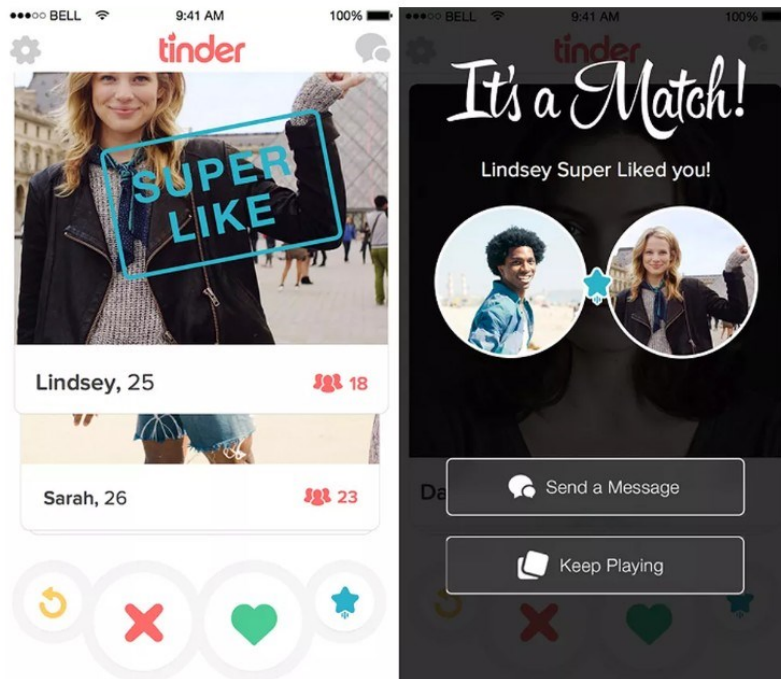 BELL 9:41 AM 100%
tinder
SUPER
LIKE
Lindsey, 25 18
Sarah, 26 23
BELL 9:41 AM 100%
tinder
It's a Match!
Lindsey Super Liked you!
Da
Send a Message
Keep Playing